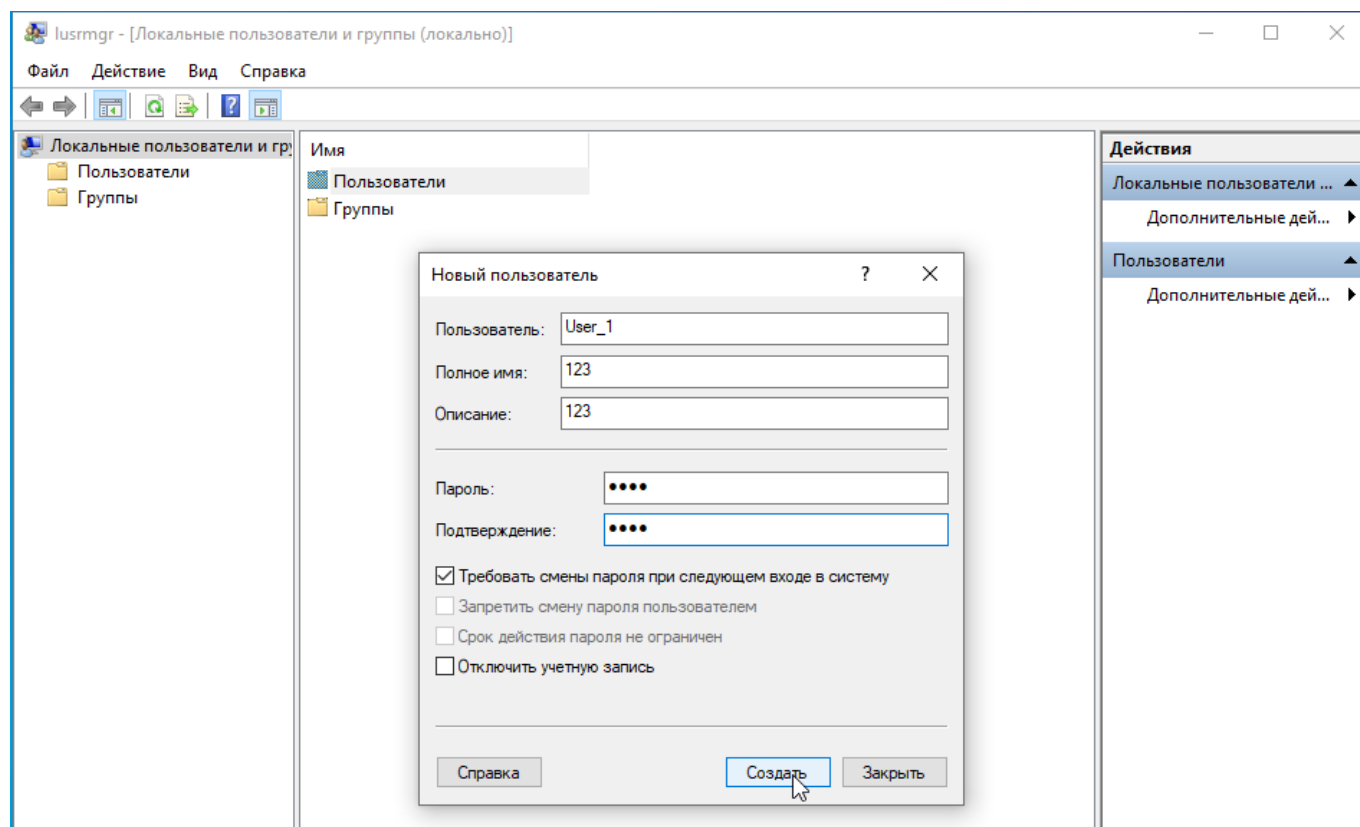 lusrmgr - [Локальные пользователи и группы (локально)]
Файл Действие Вид Справка
Локальные пользователи и гру
Пользователи
Группы
Имя
Пользователи
Группы
Действия
Локальные пользователи ...
Дополнительные дей...
Пользователи
Дополнительные дей...
Новый пользователь
?
Пользователь: User_1
Полное имя: 123
Описание: 123
Пароль: ••••
Подтверждение: ••••
Требовать смены пароля при следующем входе в систему
Запретить смену пароля пользователем
Срок действия пароля не ограничен
Отключить учетную запись
Справка Создать Закрыть